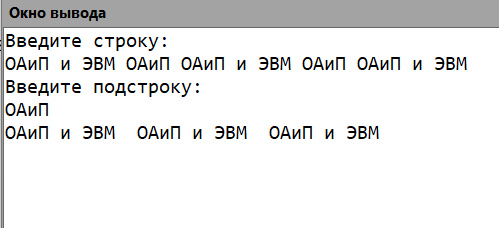 Окно вывода
Введите строку:
ОАиП и ЭВМ ОАиП ОАиП и ЭВМ ОАиП ОАиП и ЭВМ
Введите подстроку:
ОАиП
ОАиП и ЭВМ  ОАиП и ЭВМ  ОАиП и ЭВМ